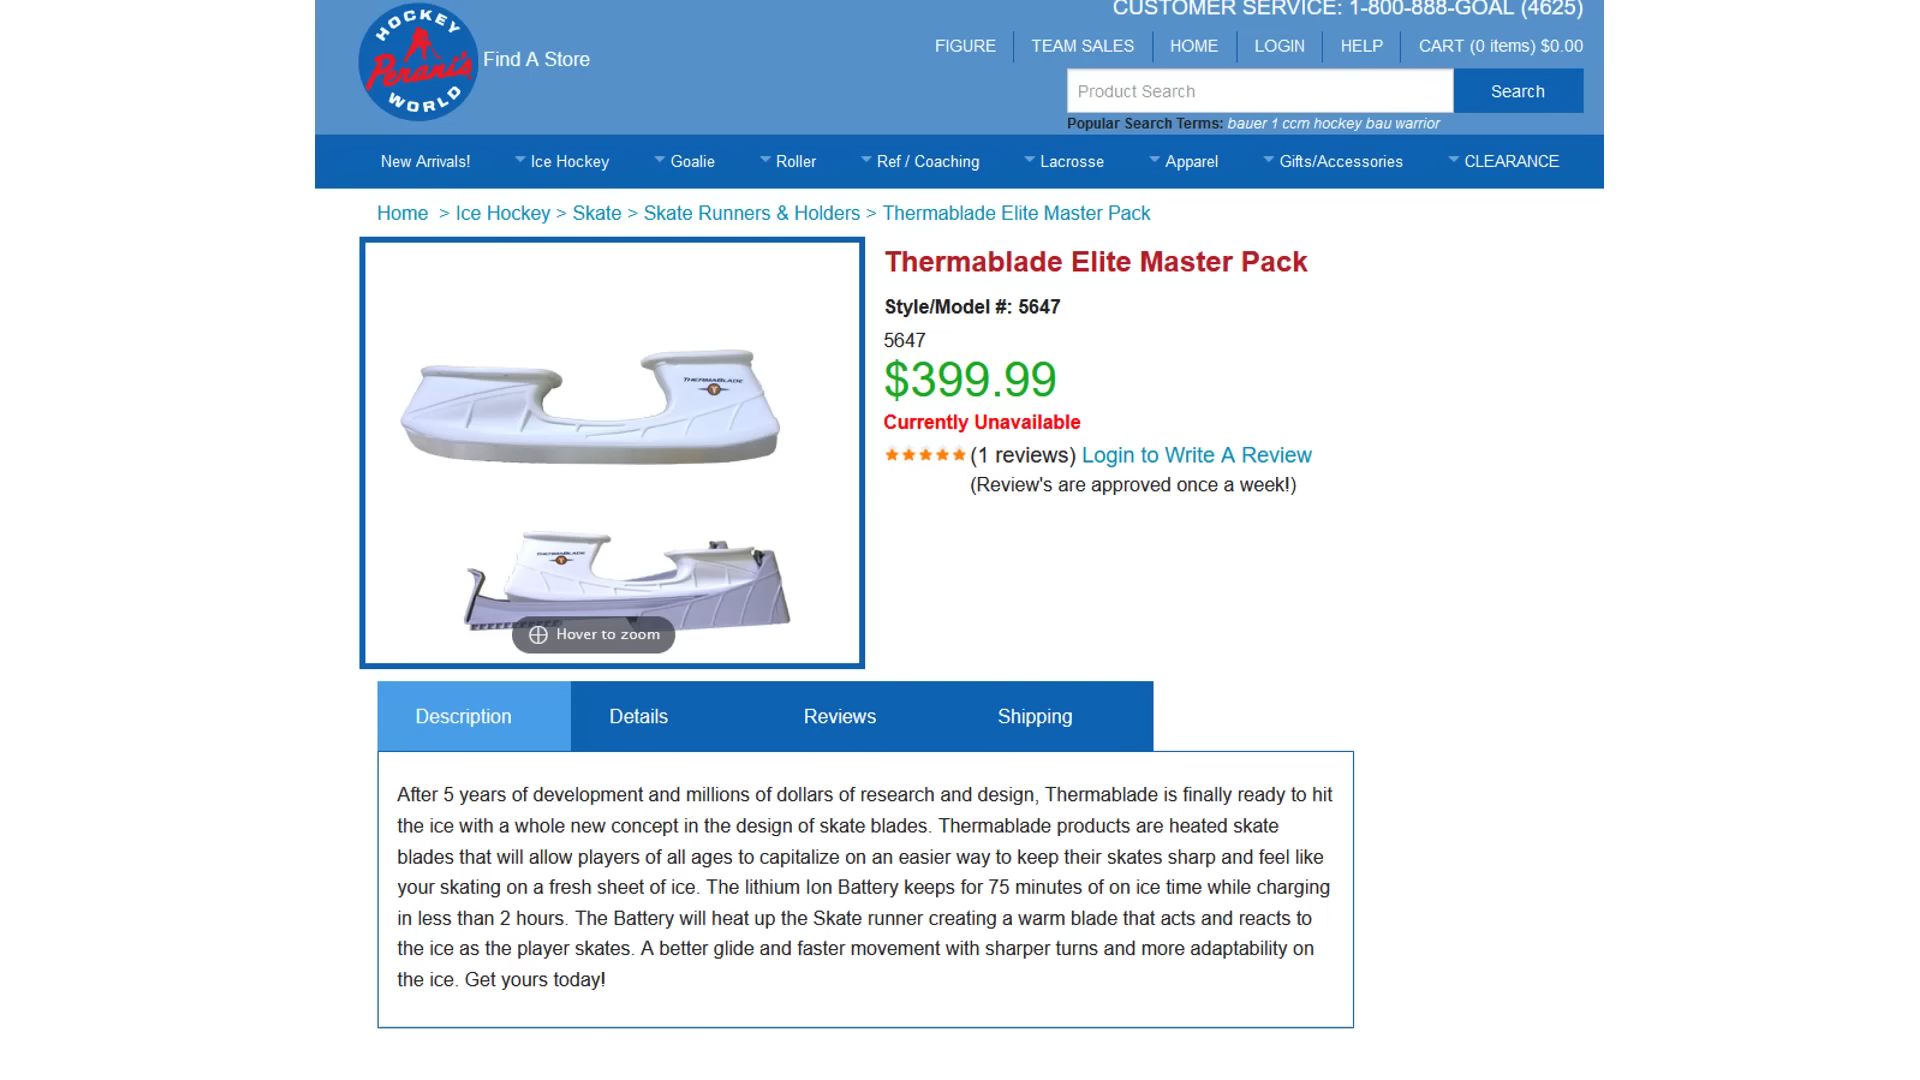 CUSTOMER SERVICE: 1-800-888-GOAL (4625)
HOCKEY
Perani's
WORLD
Find A Store
FIGURE TEAM SALES HOME LOGIN HELP CART (0 items) $0.00
Product Search Search
Popular Search Terms: bauer 1 ccm hockey bau warrior
New Arrivals! Ice Hockey Goalie Roller Ref / Coaching Lacrosse Apparel Gifts/Accessories CLEARANCE
Home > Ice Hockey > Skate > Skate Runners & Holders > Thermablade Elite Master Pack
Thermablade Elite Master Pack
Style/Model #: 5647
5647
$399.99
Currently Unavailable
(1 reviews) Login to Write A Review
(Review's are approved once a week!)
THERMABLADE
THERMABLADE
Hover to zoom
Description Details Reviews Shipping
After 5 years of development and millions of dollars of research and design, Thermablade is finally ready to hit
the ice with a whole new concept in the design of skate blades. Thermablade products are heated skate
blades that will allow players of all ages to capitalize on an easier way to keep their skates sharp and feel like
your skating on a fresh sheet of ice. The lithium Ion Battery keeps for 75 minutes of on ice time while charging
in less than 2 hours. The Battery will heat up the Skate runner creating a warm blade that acts and reacts to
the ice as the player skates. A better glide and faster movement with sharper turns and more adaptability on
the ice. Get yours today!